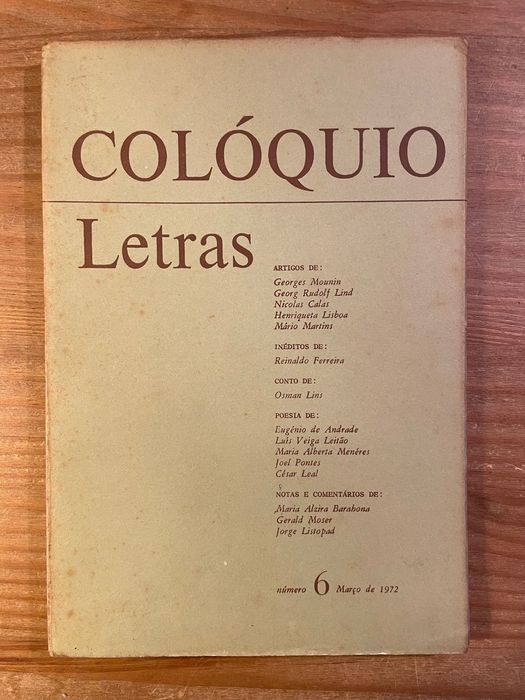 COLÓQUIO
Letras
ARTIGOS DE:
Georges Mounin
Georg Rudolf Lind
Nicolas Calas
Henriqueta Lisboa
Mário Martins
INÉDITOS DE:
Reinaldo Ferreira
CONTO DE:
Osman Lins
POESIA DE:
Eugénio de Andrade
Luís Veiga Leitão
Maria Alberta Menéres
Joel Pontes
César Leal
NOTAS E COMENTÁRIOS DE:
Maria Alzira Barahona
Gerald Moser
Jorge Listopad
número 6 Março de 1972